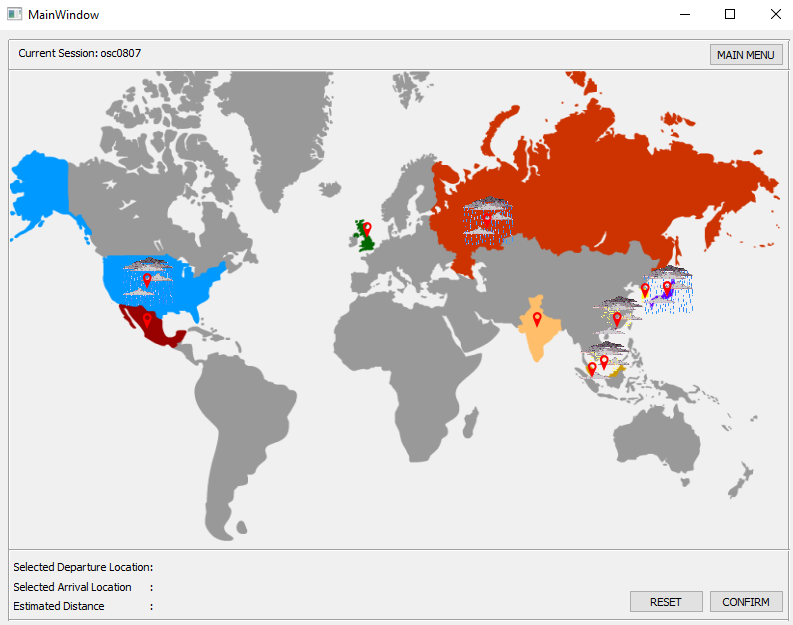 MainWindow
Current Session: osc0807
MAIN MENU
Selected Departure Location:
Selected Arrival Location :
Estimated Distance :
RESET
CONFIRM